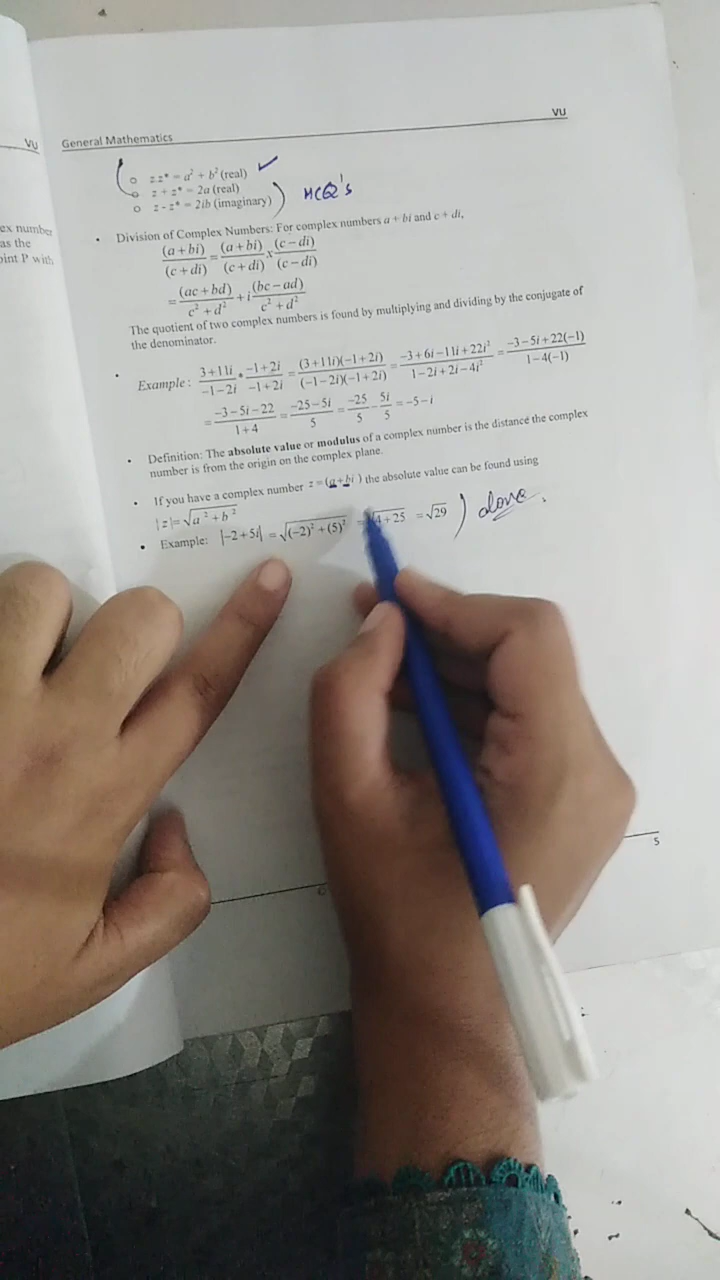 VU
General Mathematics
VU
ex number
as the
oint P with
o z z* = a² + b² (real) ✓
o z + z* = 2a (real)
o z - z* = 2ib (imaginary) ) MCQ's
• Division of Complex Numbers: For complex numbers a + bi and c + di,
(a+bi)/(c+di) = (a+bi)/(c+di) x (c-di)/(c-di)
= (ac+bd)/(c²+d²) + i (bc-ad)/(c²+d²)
The quotient of two complex numbers is found by multiplying and dividing by the conjugate of
the denominator.
• Example: (3+11i)/(-1-2i) • (-1+2i)/(-1+2i) = (3+11i)(-1+2i)/(-1-2i)(-1+2i) = (-3+6i-11i+22i²)/(1-2i+2i-4i²) = (-3-5i+22(-1))/(1-4(-1))
= (-3-5i-22)/(1+4) = (-25-5i)/5 = -25/5 - 5i/5 = -5-i
• Definition: The absolute value or modulus of a complex number is the distance the complex
number is from the origin on the complex plane.
• If you have a complex number z = (a+bi) the absolute value can be found using
|z| = √(a²+b²)
• Example: |-2+5i| = √((-2)²+(5)²) = √(4+25) = √29 ) done.
©
5